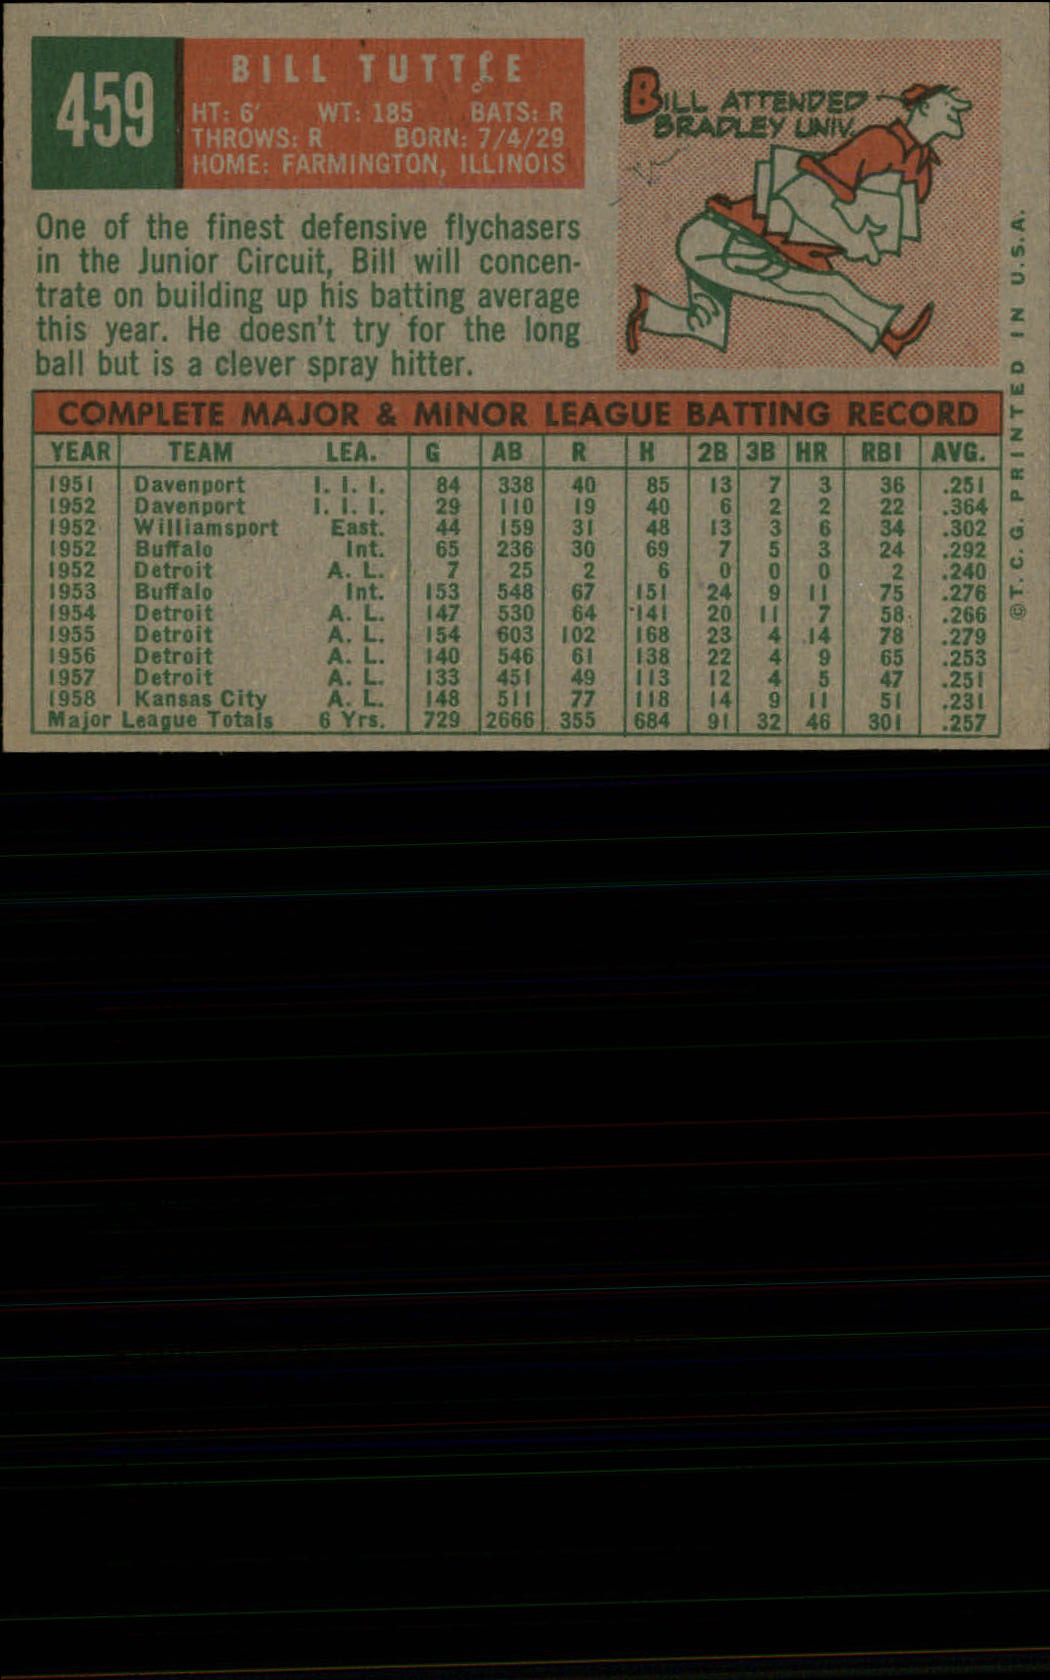 459
BILL TUTTLE
HT: 6' WT: 185 BATS: R
THROWS: R BORN: 7/4/29
HOME: FARMINGTON, ILLINOIS
One of the finest defensive flychasers
in the Junior Circuit, Bill will concen-
trate on building up his batting average
this year. He doesn't try for the long
ball but is a clever spray hitter.
BILL ATTENDED
BRADLEY UNIV.
COMPLETE MAJOR & MINOR LEAGUE BATTING RECORD
YEAR TEAM LEA. G AB R H 2B 3B HR RBI AVG.
1951 Davenport I. I. I. 84 338 40 85 13 7 3 36 .251
1952 Davenport I. I. I. 29 110 19 40 6 2 2 22 .364
1952 Williamsport East. 44 159 31 48 13 3 6 34 .302
1952 Buffalo Int. 65 236 30 69 7 5 3 24 .292
1952 Detroit A. L. 7 25 2 6 0 0 0 2 .240
1953 Buffalo Int. 153 548 67 151 24 9 11 75 .276
1954 Detroit A. L. 147 530 64 141 20 11 7 58 .266
1955 Detroit A. L. 154 603 102 168 23 4 14 78 .279
1956 Detroit A. L. 140 546 61 138 22 4 9 65 .253
1957 Detroit A. L. 133 451 49 113 12 4 5 47 .251
1958 Kansas City A. L. 148 511 77 118 14 9 11 51 .231
Major League Totals 6 Yrs. 729 2666 355 684 91 32 46 301 .257
©T.C.G. PRINTED IN U.S.A.